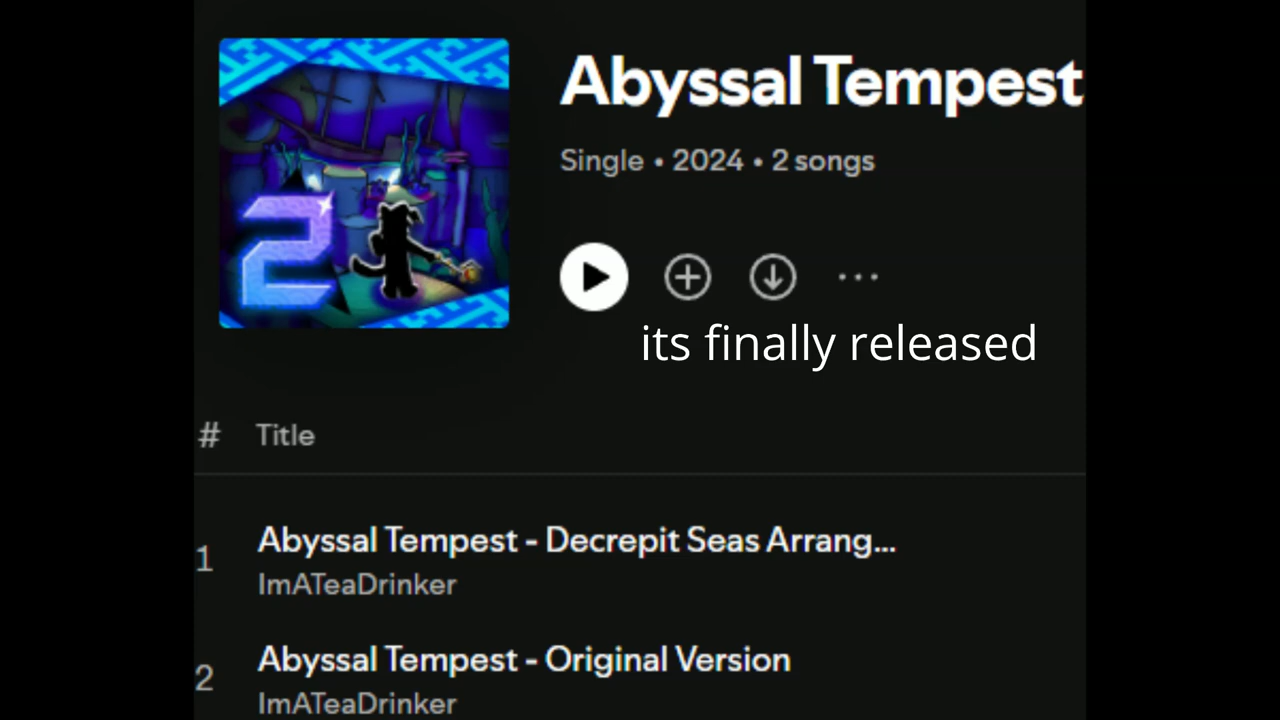 Abyssal Tempest
Single • 2024 • 2 songs
2
its finally released
# Title
1 Abyssal Tempest - Decrepit Seas Arrang...
ImATeaDrinker
2 Abyssal Tempest - Original Version
ImATeaDrinker